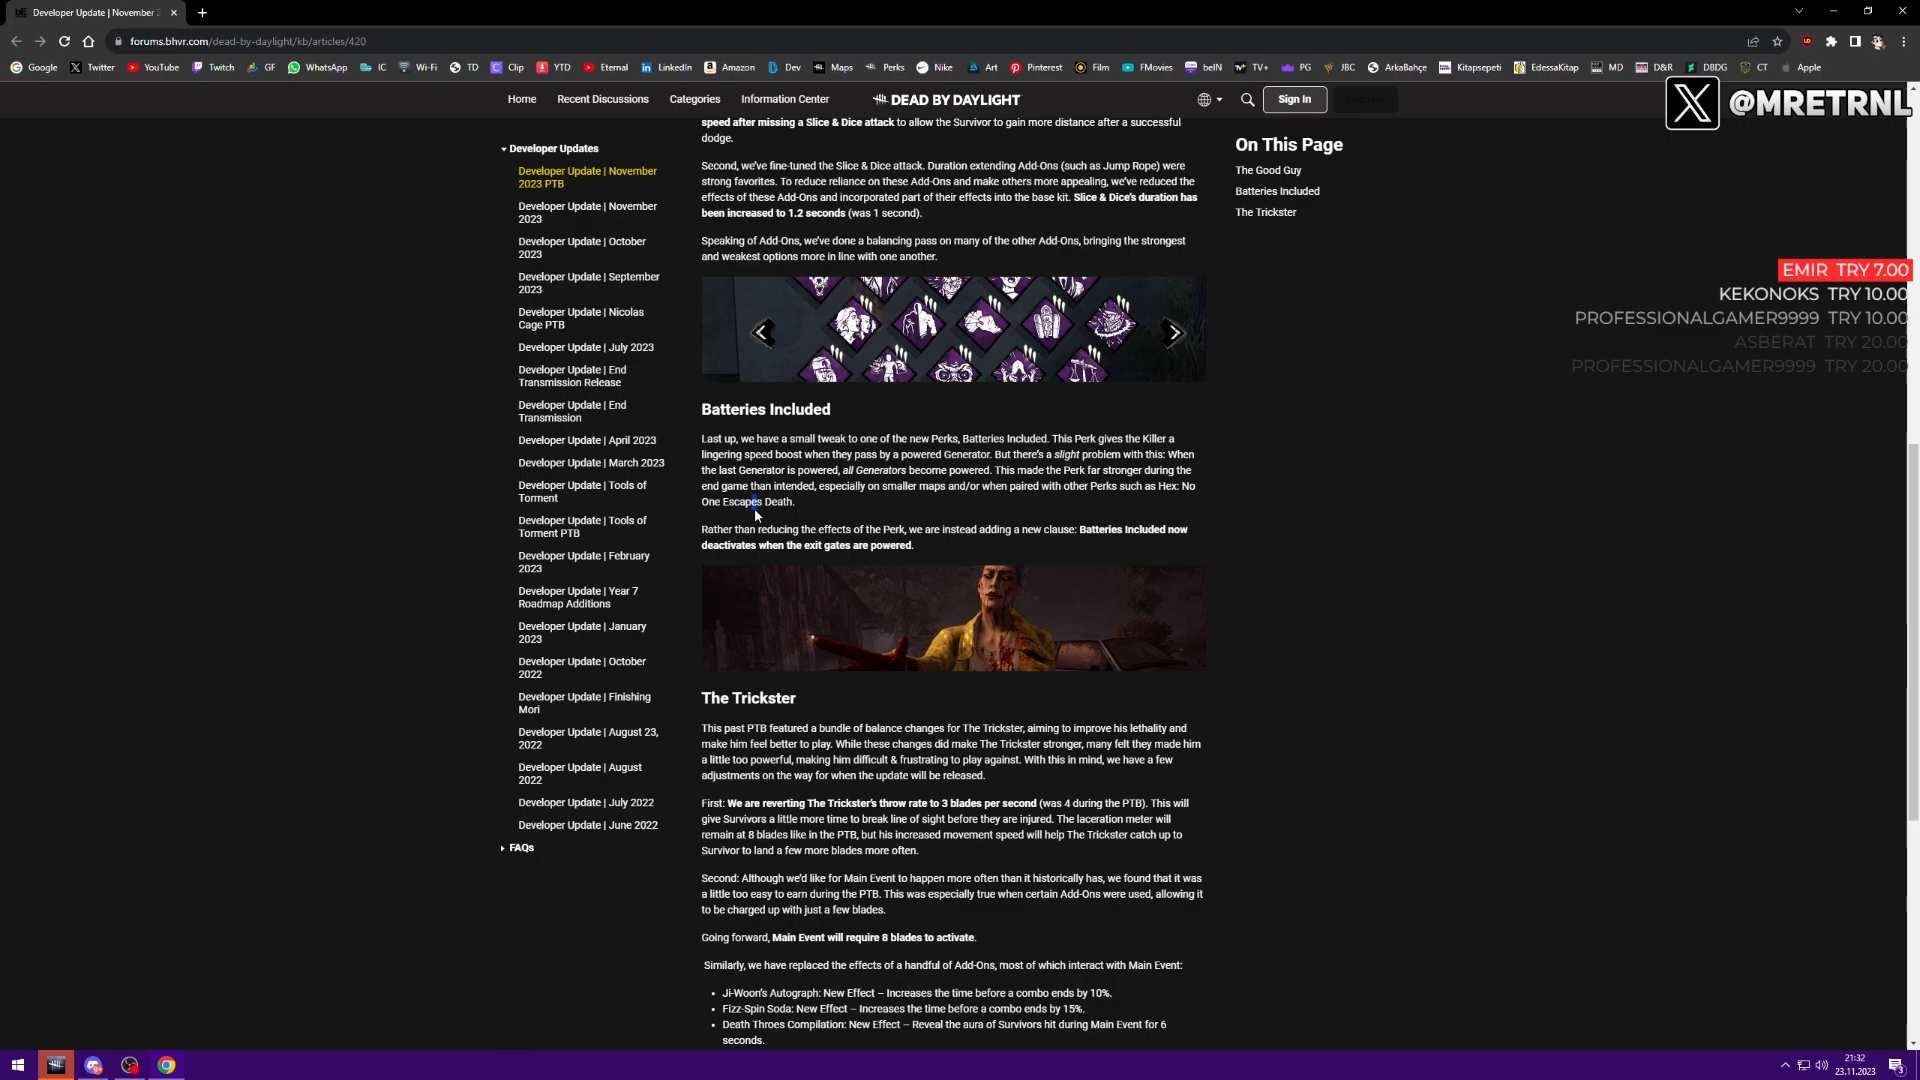 Developer Update | November 2
forums.bhvr.com/dead-by-daylight/kb/articles/420
Google Twitter YouTube Twitch GF WhatsApp IC Wi-Fi TD Clip YTD Eternal LinkedIn Amazon Dev Maps Perks Nike Art Pinterest Film FMovies beIN TV+ PG JBC ArkaBahçe Kitapsepeti EdessaKitap MD D&R DBDG CT Apple
Home Recent Discussions Categories Information Center DEAD BY DAYLIGHT Sign In
@MRETRNL
Developer Updates
Developer Update | November
2023 PTB
Developer Update | November
2023
Developer Update | October
2023
Developer Update | September
2023
Developer Update | Nicolas
Cage PTB
Developer Update | July 2023
Developer Update | End
Transmission Release
Developer Update | End
Transmission
Developer Update | April 2023
Developer Update | March 2023
Developer Update | Tools of
Torment
Developer Update | Tools of
Torment PTB
Developer Update | February
2023
Developer Update | Year 7
Roadmap Additions
Developer Update | January
2023
Developer Update | October
2022
Developer Update | Finishing
Mori
Developer Update | August 23,
2022
Developer Update | August
2022
Developer Update | July 2022
Developer Update | June 2022
FAQs
speed after missing a Slice & Dice attack to allow the Survivor to gain more distance after a successful
dodge.
Second, we've fine-tuned the Slice & Dice attack. Duration extending Add-Ons (such as Jump Rope) were
strong favorites. To reduce reliance on these Add-Ons and make others more appealing, we've reduced the
effects of these Add-Ons and incorporated part of their effects into the base kit. Slice & Dice's duration has
been increased to 1.2 seconds (was 1 second).
Speaking of Add-Ons, we've done a balancing pass on many of the other Add-Ons, bringing the strongest
and weakest options more in line with one another.
Batteries Included
Last up, we have a small tweak to one of the new Perks, Batteries Included. This Perk gives the Killer a
lingering speed boost when they pass by a powered Generator. But there's a slight problem with this: When
the last Generator is powered, all Generators become powered. This made the Perk far stronger during the
end game than intended, especially on smaller maps and/or when paired with other Perks such as Hex: No
One Escapes Death.
Rather than reducing the effects of the Perk, we are instead adding a new clause: Batteries Included now
deactivates when the exit gates are powered.
The Trickster
This past PTB featured a bundle of balance changes for The Trickster, aiming to improve his lethality and
make him feel better to play. While these changes did make The Trickster stronger, many felt they made him
a little too powerful, making him difficult & frustrating to play against. With this in mind, we have a few
adjustments on the way for when the update will be released.
First: We are reverting The Trickster's throw rate to 3 blades per second (was 4 during the PTB). This will
give Survivors a little more time to break line of sight before they are injured. The laceration meter will
remain at 8 blades like in the PTB, but his increased movement speed will help The Trickster catch up to
Survivor to land a few more blades more often.
Second: Although we'd like for Main Event to happen more often than it historically has, we found that it was
a little too easy to earn during the PTB. This was especially true when certain Add-Ons were used, allowing it
to be charged up with just a few blades.
Going forward, Main Event will require 8 blades to activate.
Similarly, we have replaced the effects of a handful of Add-Ons, most of which interact with Main Event:
• Ji-Woon's Autograph: New Effect – Increases the time before a combo ends by 10%.
• Fizz-Spin Soda: New Effect – Increases the time before a combo ends by 15%.
• Death Throes Compilation: New Effect – Reveal the aura of Survivors hit during Main Event for 6
seconds.
On This Page
The Good Guy
Batteries Included
The Trickster
EMIR TRY 7.00
KEKONOKS TRY 10.00
PROFESSIONALGAMER9999 TRY 10.00
ASBERAT TRY 20.00
PROFESSIONALGAMER9999 TRY 20.00
21:32
23.11.2023